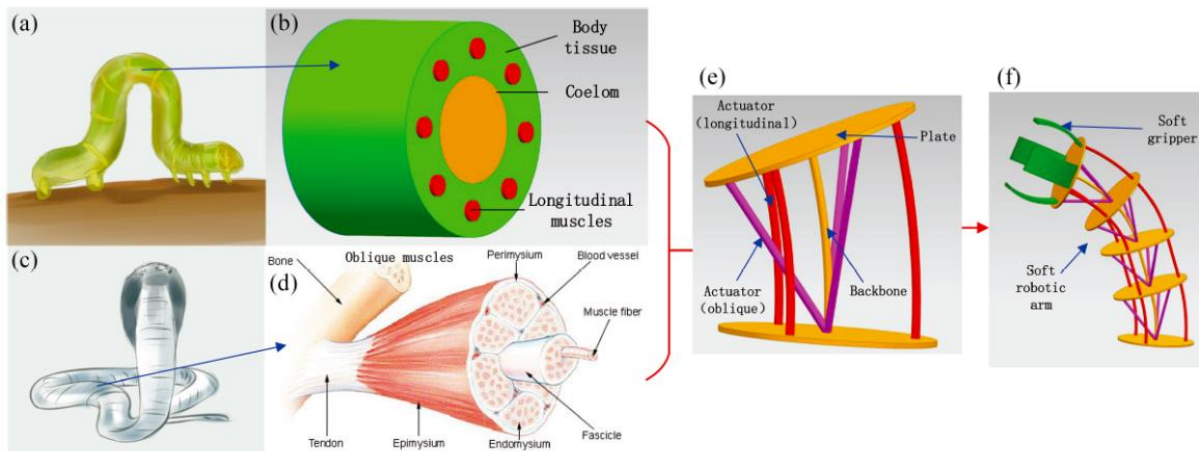 (a)
(b)
Body
tissue
Coelom
Longitudinal
muscles
(c)
(d)
Oblique muscles
Bone
Perimysium
Blood vessel
Muscle fiber
Tendon
Epimysium
Endomysium
Fascicle
(e)
Actuator
(longitudinal)
Plate
Actuator
(oblique)
Backbone
(f)
Soft
gripper
Soft
robotic
arm